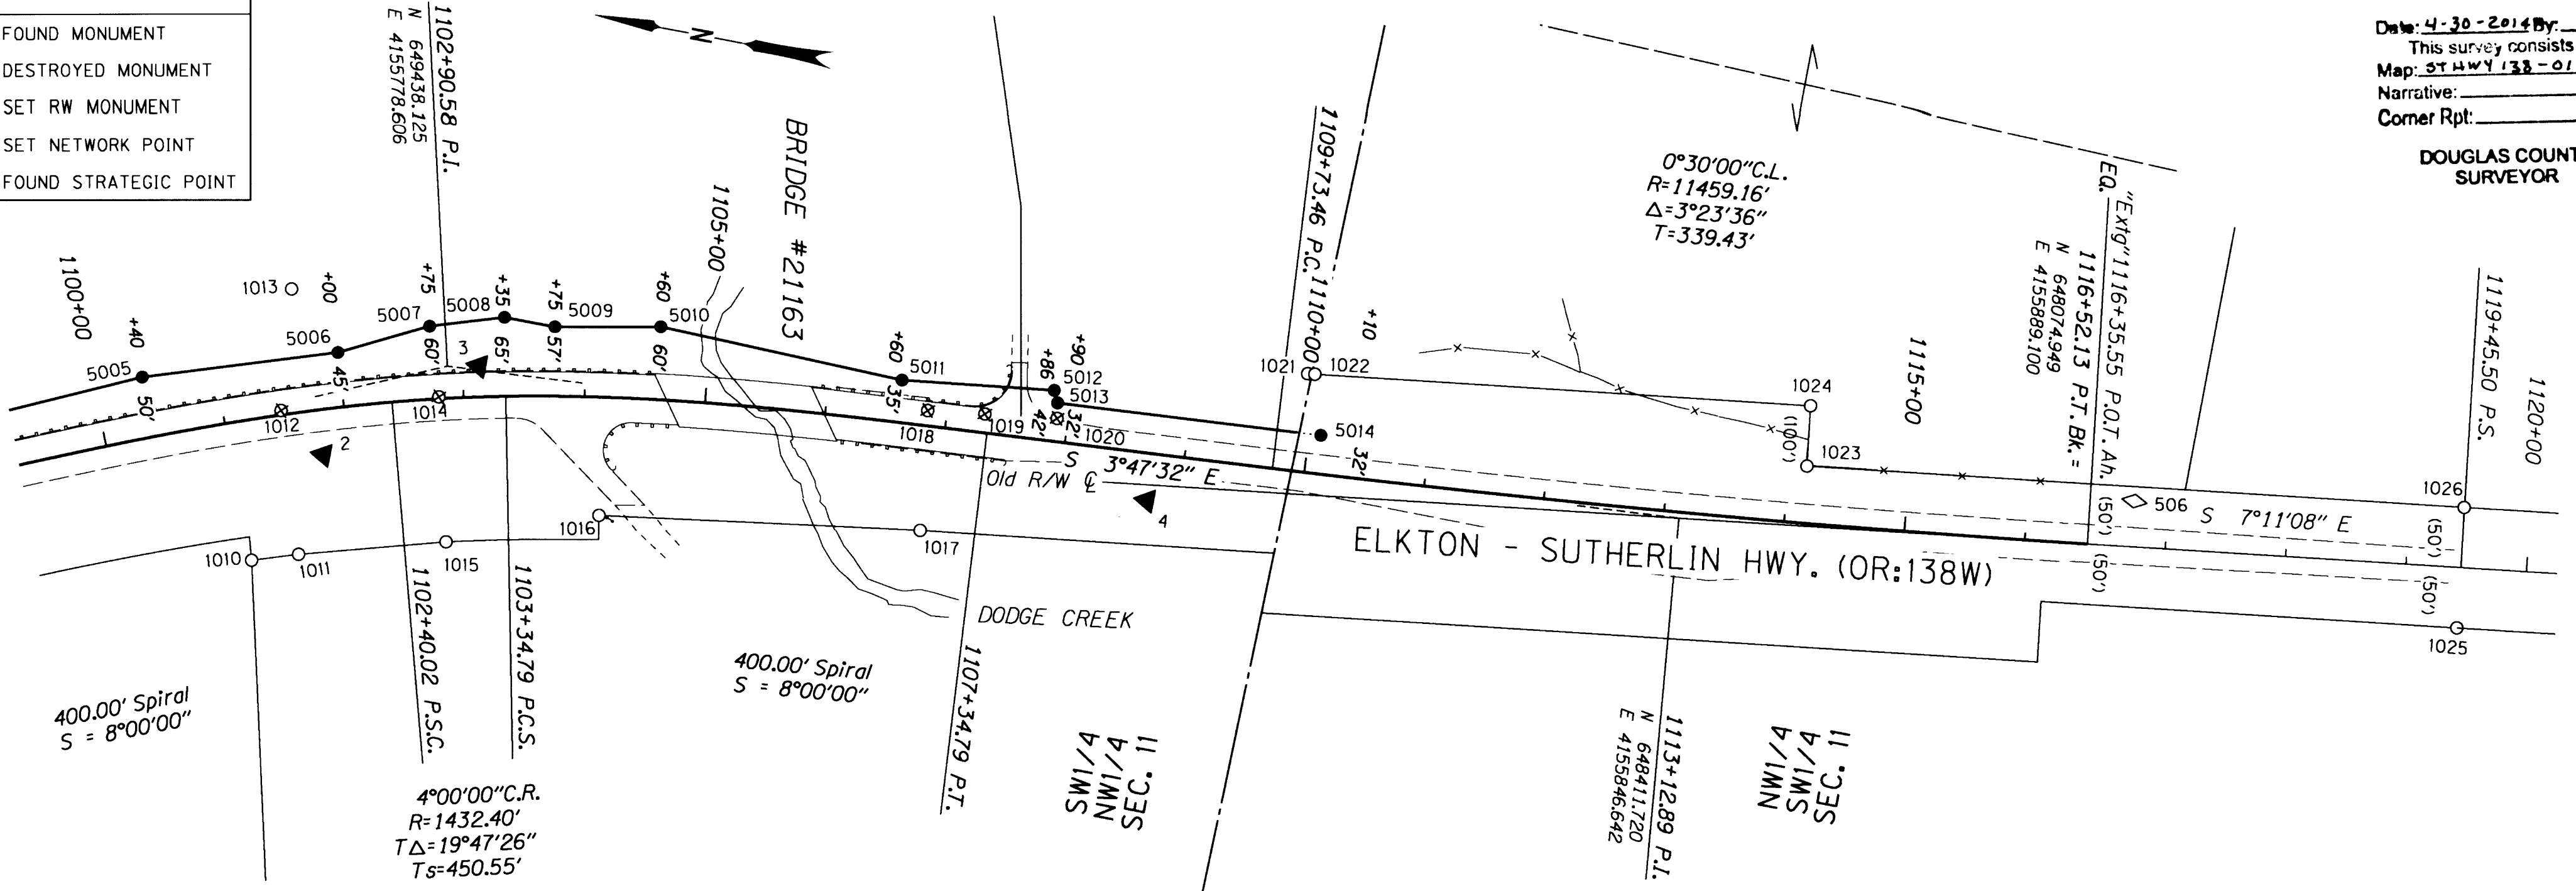 FOUND MONUMENT
DESTROYED MONUMENT
SET RW MONUMENT
SET NETWORK POINT
FOUND STRATEGIC POINT
1102+90.58 P.I.
N 649438.125
E 4155778.606
N
BRIDGE #21163
1105+00
1109+73.46 P.C.
1110+00
0°30'00"C.L.
R=11459.16'
Δ=3°23'36"
T=339.43'
EQ. "Extg"1116+35.55 P.O.T. Ah.
1116+52.13 P.T. Bk. =
N 648074.949
E 4155889.100
Date: 4-30-2014 By:
This survey consists
Map: STHWY 138-01
Narrative:
Corner Rpt:
DOUGLAS COUNT
SURVEYOR
1119+45.50 P.S.
1120+00
1115+00
1100+00
+40
1013
+00
+75
+35
+75
+60
+60
+86
+90
+10
5005
5006
5007
5008
5009
5010
5011
5012
5013
5014
50'
45'
60'
65'
57'
60'
35'
42'
32'
32'
3
2
4
1012
1014
1018
1019
1020
1021
1022
1024
(100')
1023
1026
506
S 7°11'08" E
(50')
(50')
(50')
(50')
1025
S 3°47'32" E
Old R/W ℄
ELKTON - SUTHERLIN HWY. (OR:138W)
1010
1011
1015
1016
1017
DODGE CREEK
1102+40.02 P.S.C.
1103+34.79 P.C.S.
1107+34.79 P.T.
400.00' Spiral
S = 8°00'00"
400.00' Spiral
S = 8°00'00"
4°00'00"C.R.
R=1432.40'
TΔ=19°47'26"
Ts=450.55'
SW1/4
NW1/4
SEC. 11
1113+12.89 P.I.
N 648411.720
E 4155846.642
NW1/4
SW1/4
SEC. 11